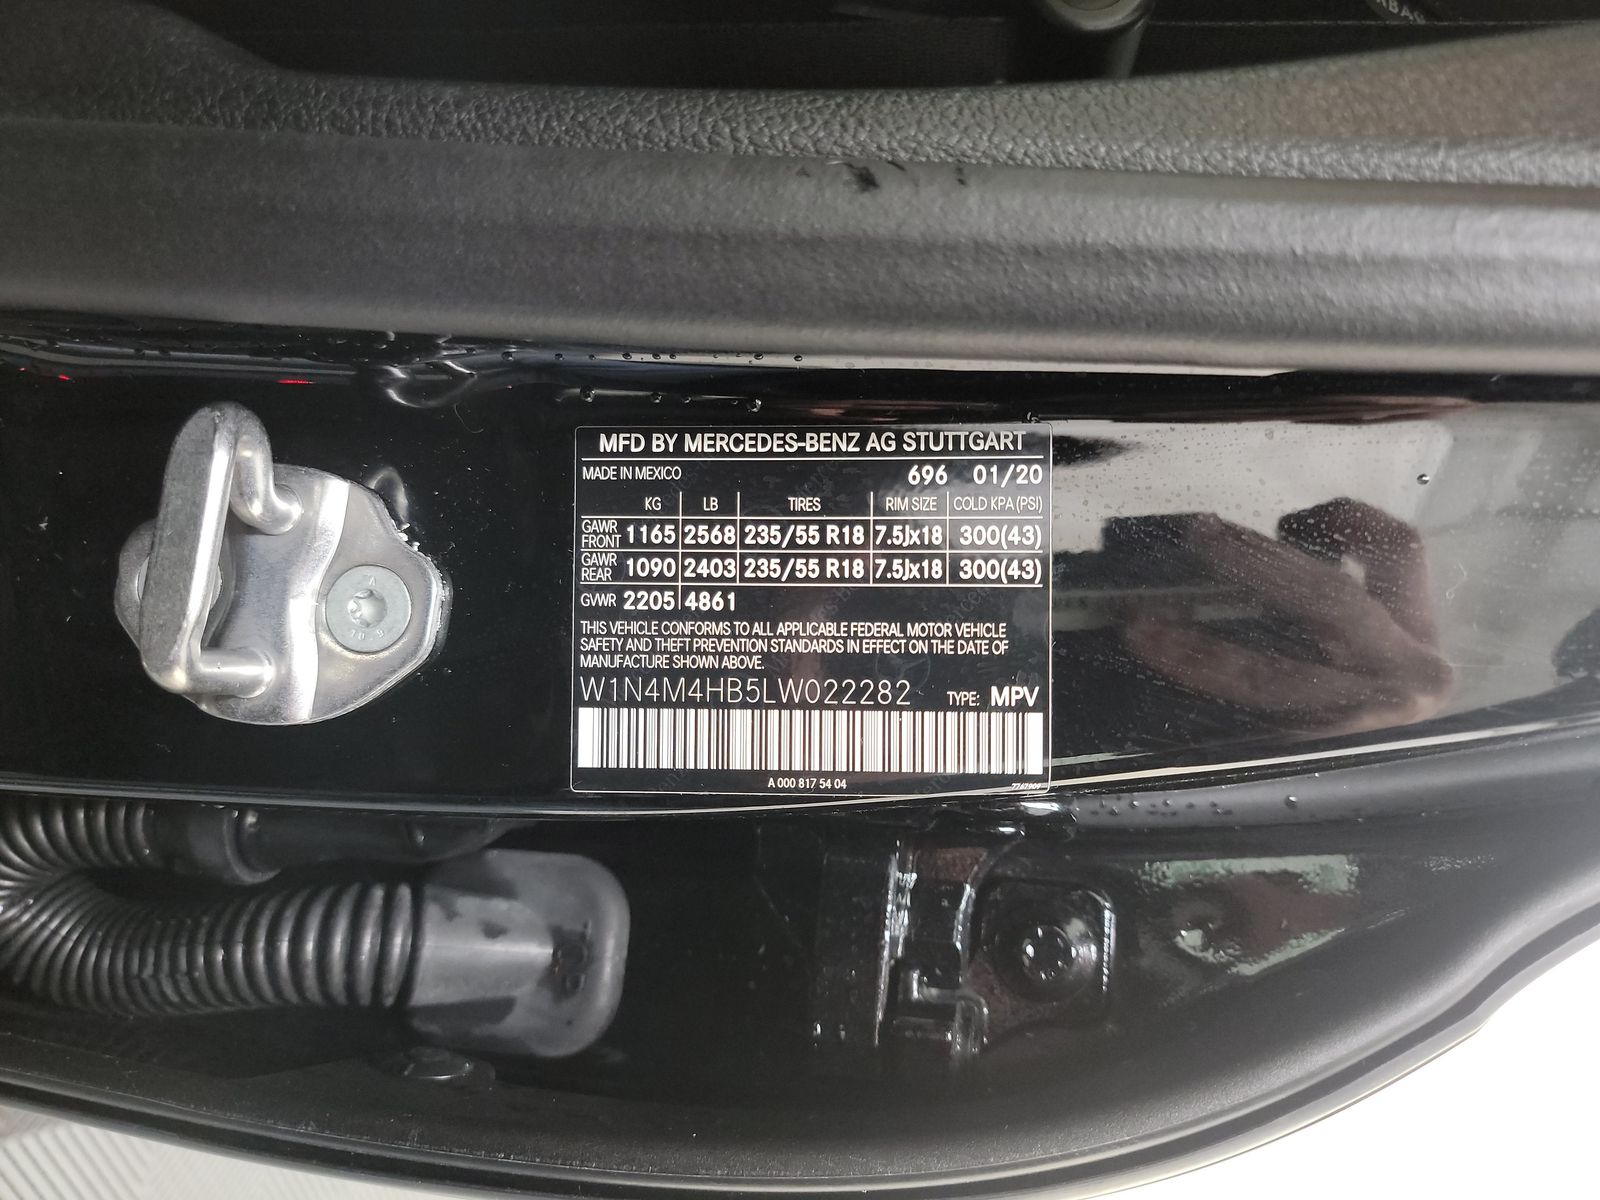 RBAG
MFD BY MERCEDES-BENZ AG STUTTGART
MADE IN MEXICO 696 01/20
KG LB TIRES RIM SIZE COLD KPA (PSI)
GAWR FRONT 1165 2568 235/55 R18 7.5Jx18 300(43)
GAWR REAR 1090 2403 235/55 R18 7.5Jx18 300(43)
GVWR 2205 4861
THIS VEHICLE CONFORMS TO ALL APPLICABLE FEDERAL MOTOR VEHICLE
SAFETY AND THEFT PREVENTION STANDARDS IN EFFECT ON THE DATE OF
MANUFACTURE SHOWN ABOVE.
W1N4M4HB5LW022282 TYPE: MPV
A 000 817 54 04
10.9